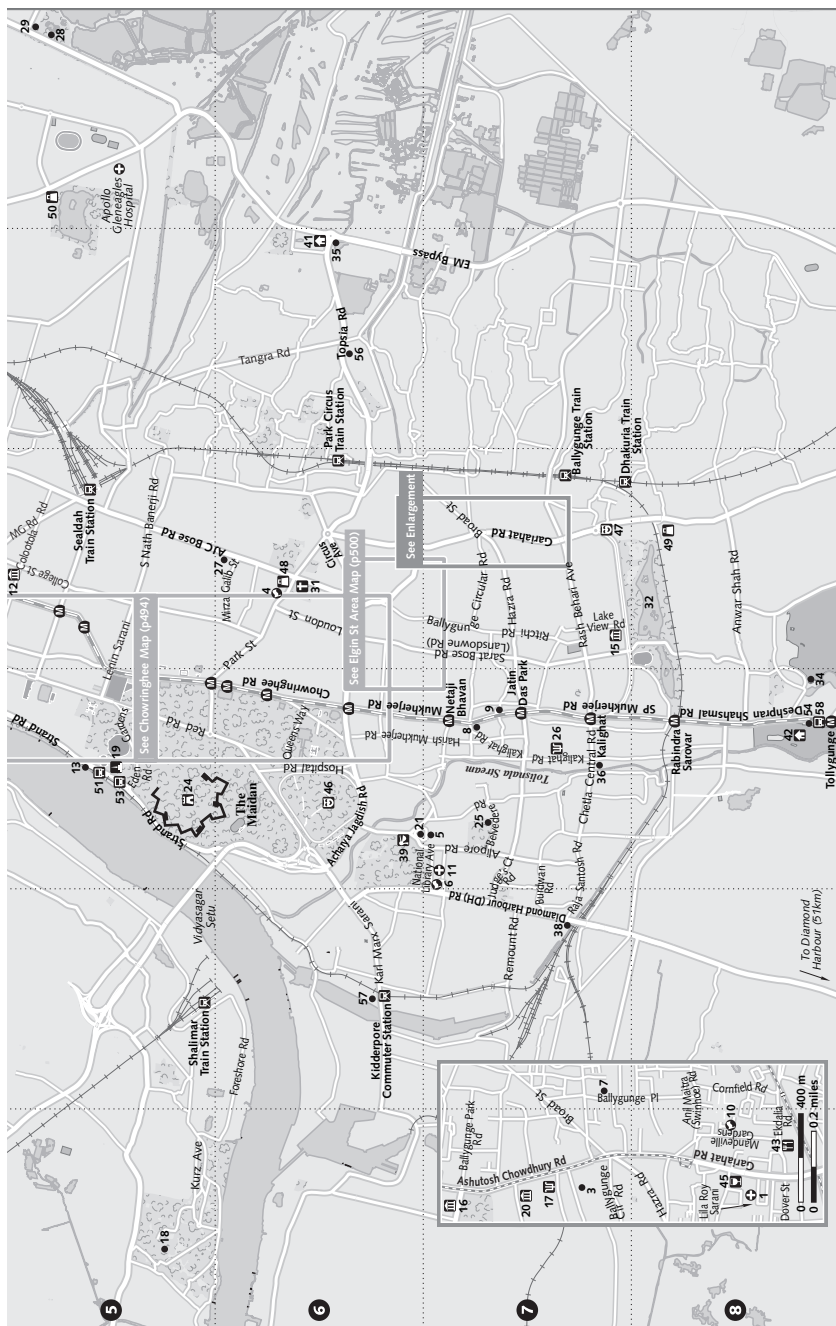 29
28
50
Apollo
Gleneagles
Hospital
41
35
EM Bypass
Tangra Rd
Topsia Rd
56
Park Circus
Train Station
Ballygunge Train
Station
Dhakuria Train
Station
MG Rd
Rd
Colootola
12
College St
Sealdah
Train Station
S Nath Banerji Rd
AJC Bose Rd
27
Mirza Galib St
4
48
31
Circus
Ave
See Enlargement
Broad St
Gariahat Rd
47
49
32
Lenin Sarani
See Chowringhee Map (p494)
Park St
Loudon St
See Elgin St Area Map (p500)
Ballygunge-Circular Rd
Hazra Rd
Ritchi Rd
Sarat Bose Rd
(Lansdowne Rd)
Rash Behari Ave
Lake
View Rd
15
Anwar Shah Rd
Strand Rd
13
51
19
53
Eden
Gardens
Rd
Red Rd
Chowringhee Rd
Queens Way
Hospital Rd
24
The
Maidan
46
Strand Rd
Acharya Jagdish Rd
Mukherjee Rd
Netaji
Bhavan
9
Jatin
Das Park
8
Harish Mukherjee Rd
Kalighat Rd
26
Kalighat Rd
Kalighat
36
Tollsnada Stream
SP Mukherjee Rd
Rabindra
Sarovar
Deshpran Shashmal Rd
34
54
58
42
Tollygunge
39
21
5
National
Library Ave
6
11
25
Belvedere
Rd
Alipore Rd
Judge's Ct
Rd
Burdwan
Rd
Chetla Central Rd
Raja Santosh Rd
Diamond Harbour (DH) Rd
Remount Rd
38
To Diamond
Harbour (51km)
Vidyasagar
Setu
Karl Marx Sarani
57
Kidderpore
Commuter Station
Shalimar
Train Station
Foreshore Rd
Kurz Ave
18
Ballygunge Park
Rd
Broad St
7
Ballygunge Pl
Anil Maitra
(Swinhoe) Rd
Cornfield Rd
10
Mandeville
Gardens
43
Ekdalia
Rd
Ashutosh Chowdhury Rd
Gariahat Rd
16
20
17
3
Ballygunge
Cir Rd
Hazra Rd
Lila Roy
Sarani
45
1
Dover St
0
400 m
0
0.2 miles
5
6
7
8